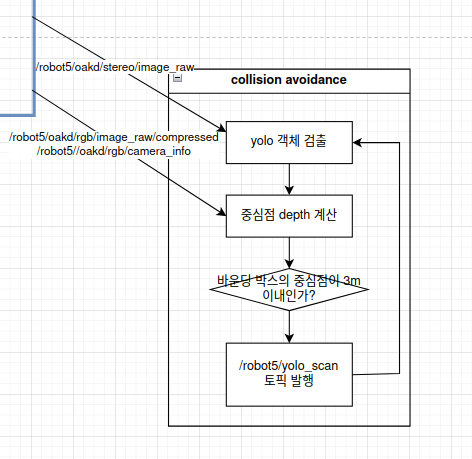 /robot5/oakd/stereo/image_raw
collision avoidance
/robot5/oakd/rgb/image_raw/compressed
/robot5//oakd/rgb/camera_info
yolo 객체 검출
중심점 depth 계산
바운딩 박스의 중심점이 3m
이내인가?
/robot5/yolo_scan
토픽 발행